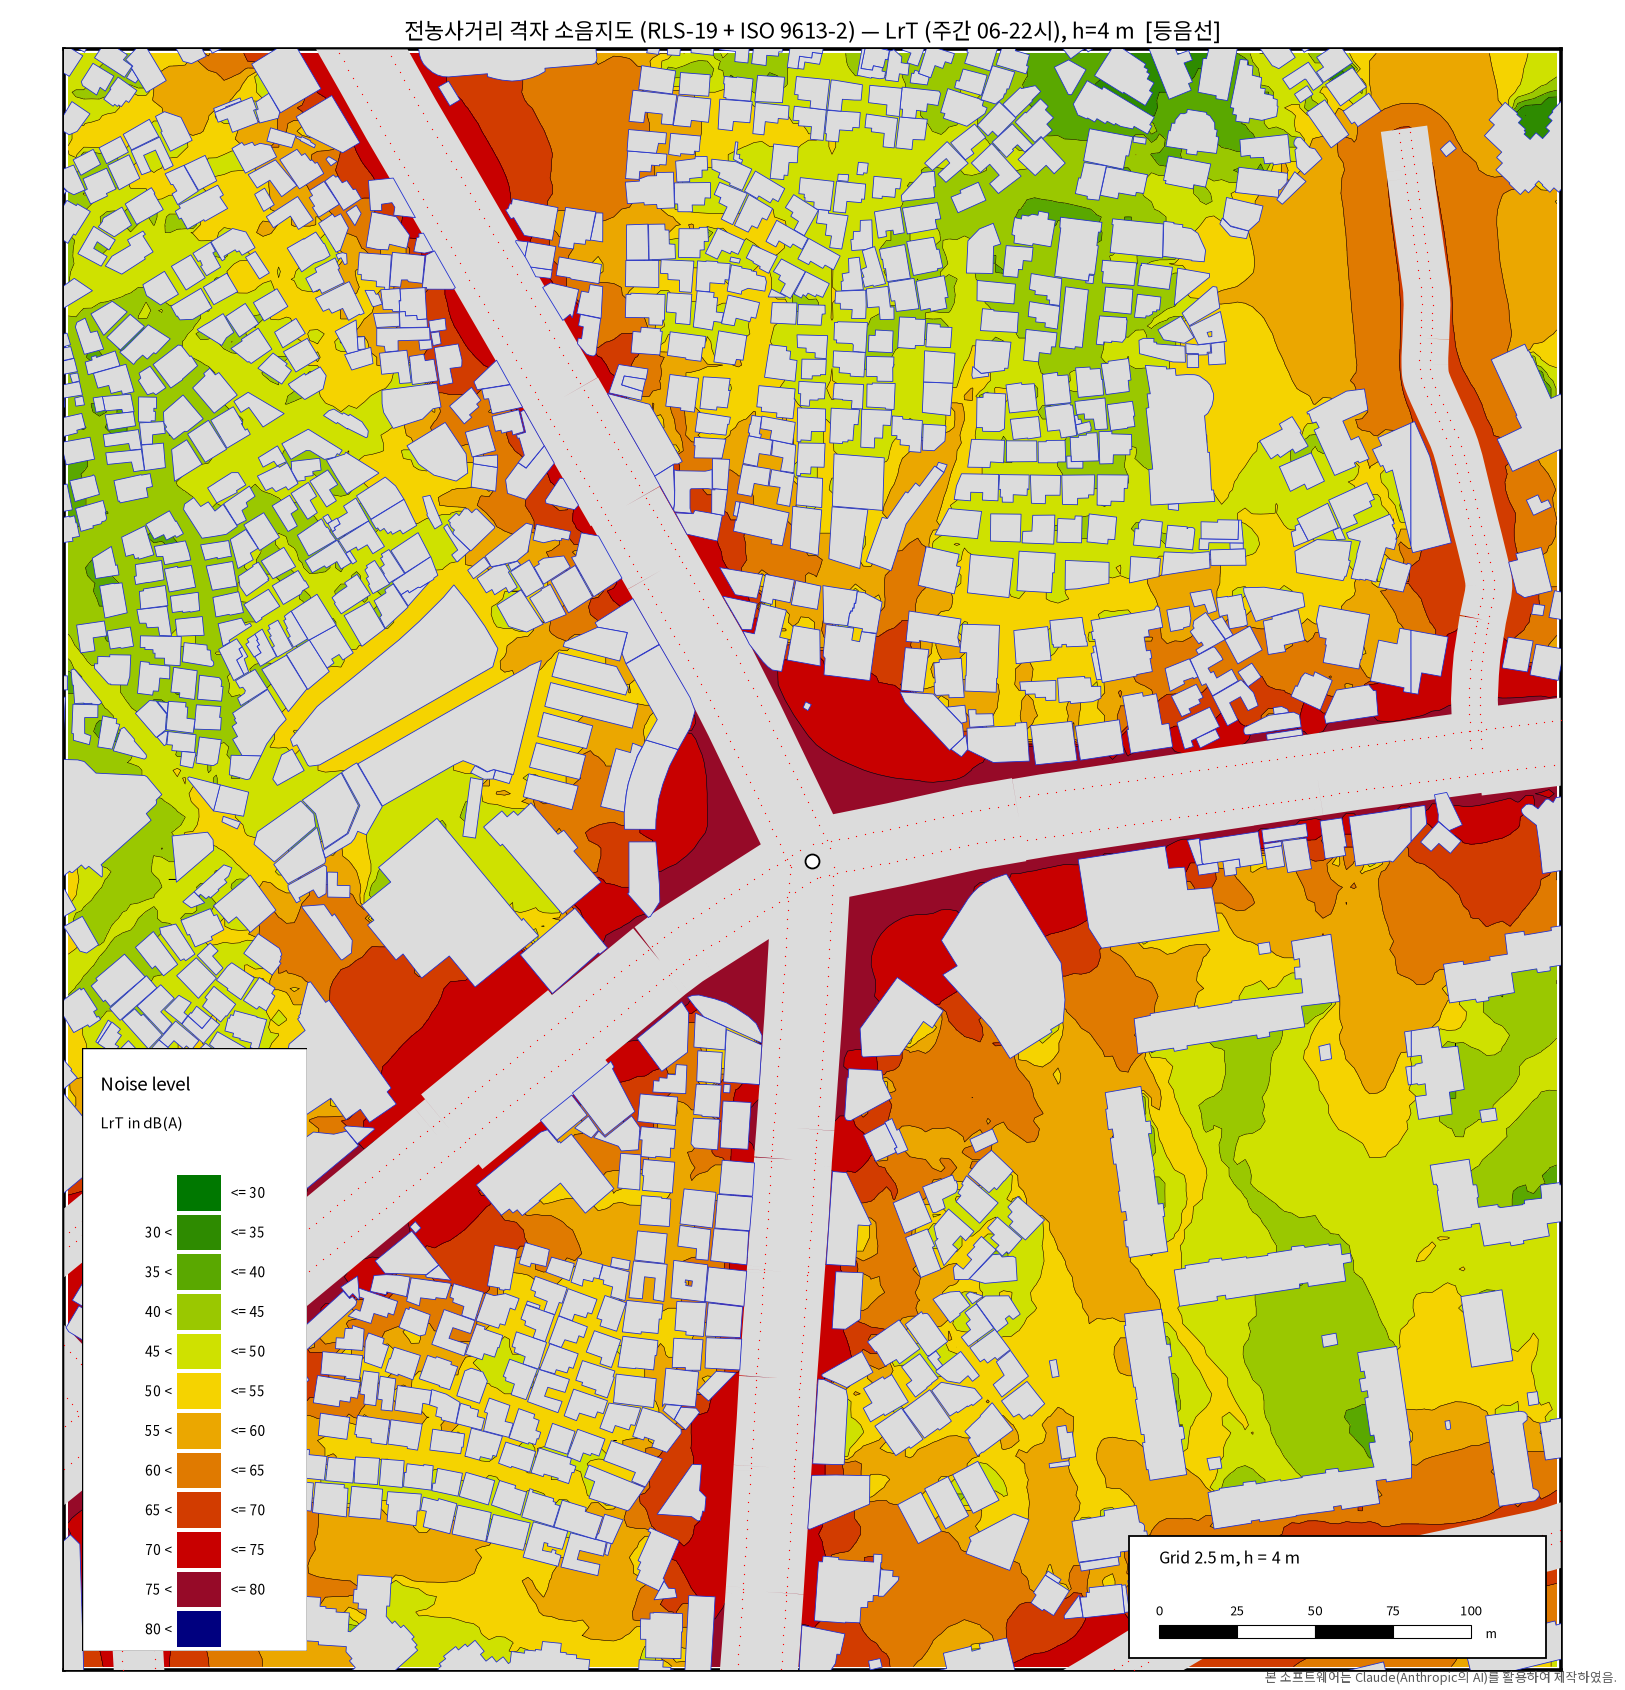 전농사거리 격자 소음지도 (RLS-19 + ISO 9613-2) — LrT (주간 06-22시), h=4 m [등음선]
Noise level
LrT in dB(A)
<= 30
30 < <= 35
35 < <= 40
40 < <= 45
45 < <= 50
50 < <= 55
55 < <= 60
60 < <= 65
65 < <= 70
70 < <= 75
75 < <= 80
80 <
Grid 2.5 m, h = 4 m
0 25 50 75 100
m
본 소프트웨어는 Claude(Anthropic의 AI)를 활용하여 제작하였음.